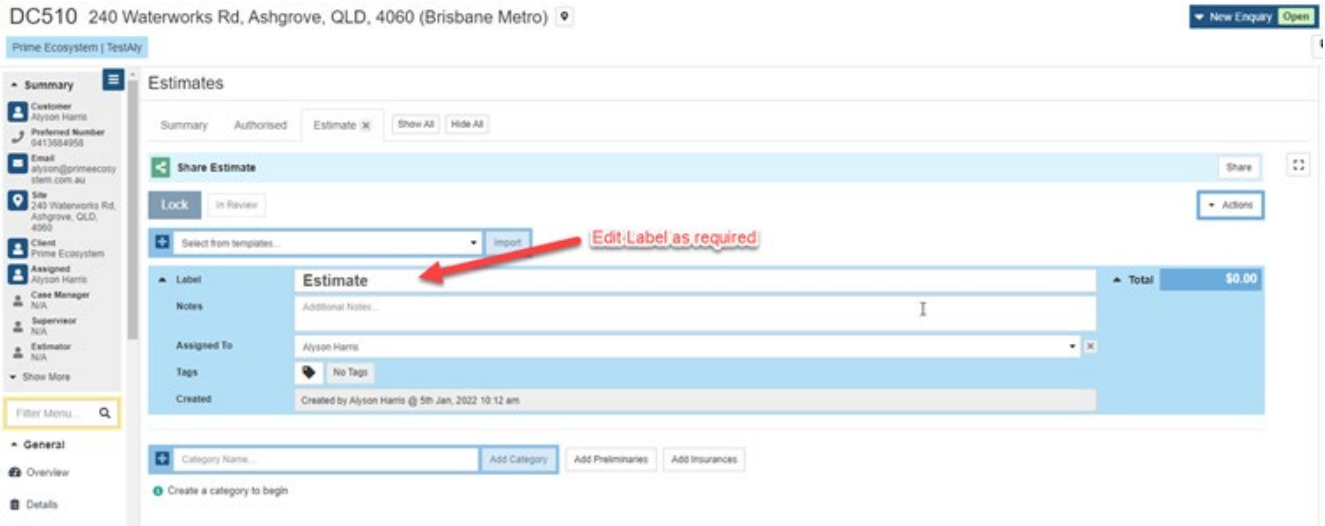 DC510 240 Waterworks Rd, Ashgrove, QLD, 4060 (Brisbane Metro)
New Enquiry Open
Prime Ecosystem | TestAly
Summary
Customer
Alyson Harris
Preferred Number
0413684958
Email
alyson@primeecosy
stem.com.au
Site
240 Waterworks Rd,
Ashgrove, QLD,
4060
Client
Prime Ecosystem
Assigned
Alyson Harris
Case Manager
N/A
Supervisor
N/A
Estimator
N/A
Show More
Filter Menu...
General
Overview
Details
Estimates
Summary Authorised Estimate Show All Hide All
Share Estimate Share
Lock In Review Actions
Select from templates... Import
Edit Label as required
Label Estimate Total $0.00
Notes Additional Notes...
Assigned To Alyson Harris
Tags No Tags
Created Created by Alyson Harris @ 5th Jan, 2022 10:12 am
Category Name... Add Category Add Preliminaries Add Insurances
Create a category to begin